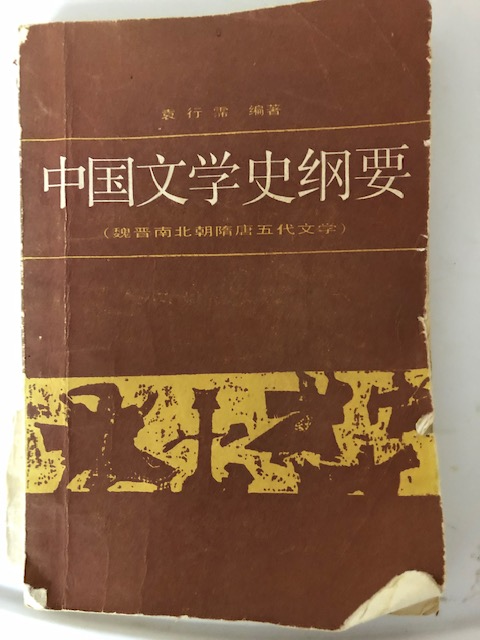 袁行霈 编著
中国文学史纲要
(魏晋南北朝隋唐五代文学)